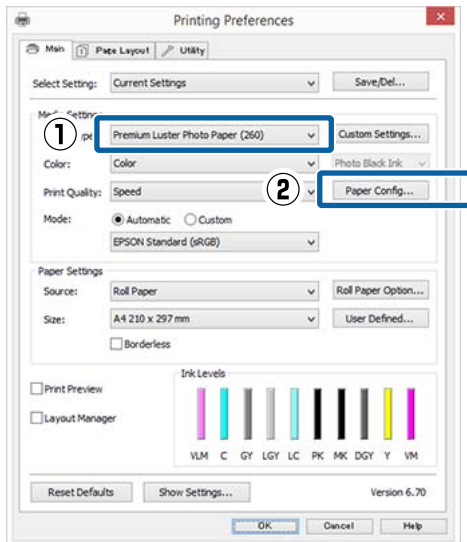 Printing Preferences
Main Page Layout Utility
Select Setting: Current Settings Save/Del...
Media Settings
① Type Premium Luster Photo Paper (260) Custom Settings...
Color: Color Photo Black Ink
Print Quality: Speed ② Paper Config...
Mode: Automatic Custom
EPSON Standard (sRGB)
Paper Settings
Source: Roll Paper Roll Paper Option...
Size: A4 210 x 297 mm User Defined...
Borderless
Ink Levels
Print Preview
Layout Manager
VLM C GY LGY LC PK MK DGY Y VM
Reset Defaults Show Settings... Version 6.70
OK Cancel Help